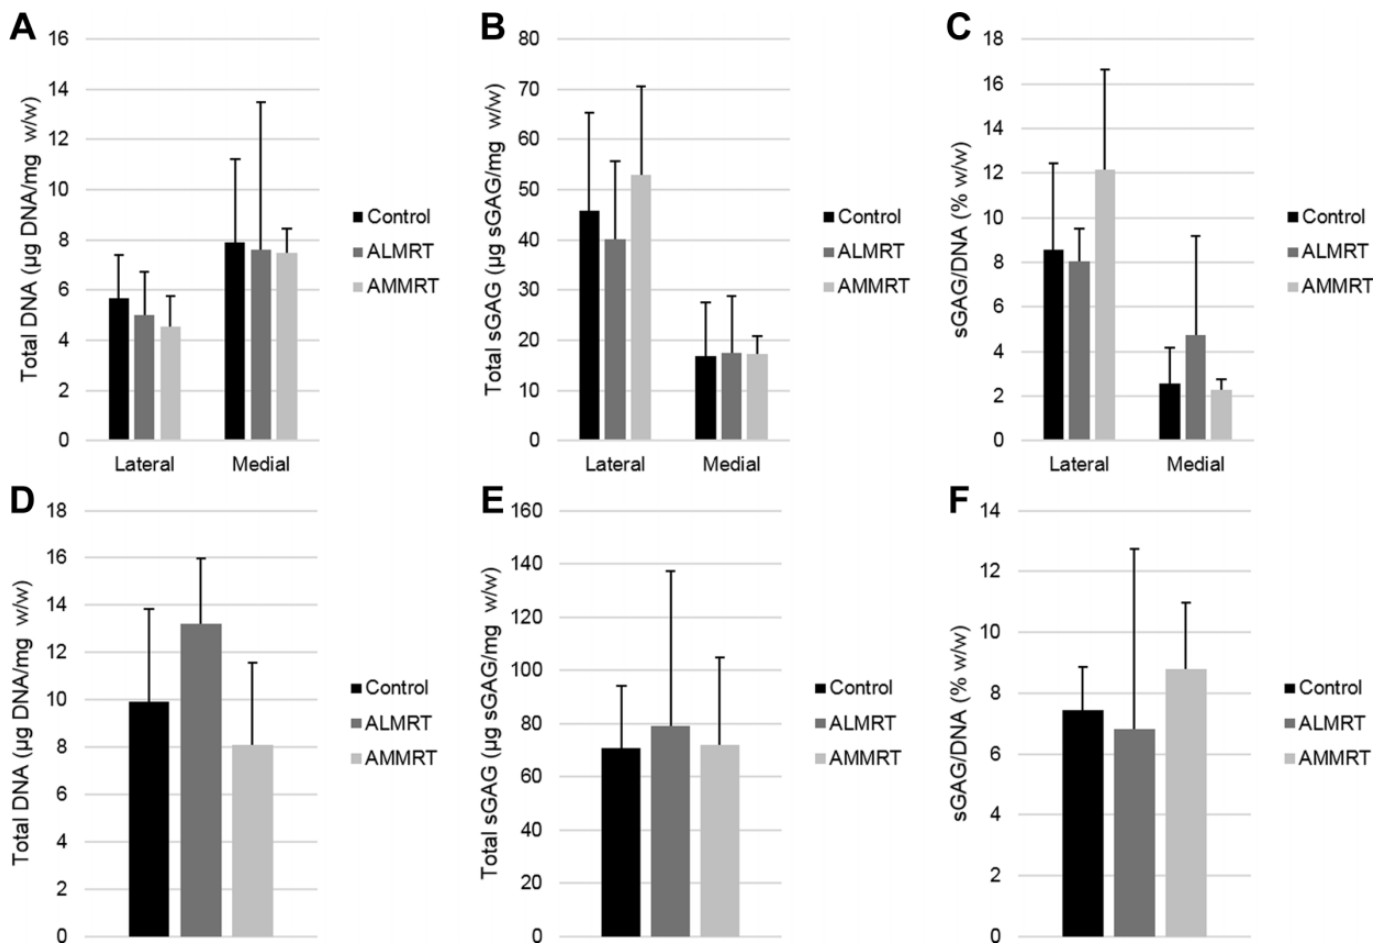 A
Total DNA (µg DNA/mg w/w)
16
14
12
10
8
6
4
2
0
Lateral
Medial
Control
ALMRT
AMMRT
B
Total sGAG (µg sGAG/mg w/w)
80
70
60
50
40
30
20
10
0
Lateral
Medial
Control
ALMRT
AMMRT
C
sGAG/DNA (% w/w)
18
16
14
12
10
8
6
4
2
0
Lateral
Medial
Control
ALMRT
AMMRT
D
Total DNA (µg DNA/mg w/w)
18
16
14
12
10
8
6
4
2
0
Control
ALMRT
AMMRT
E
Total sGAG (µg sGAG/mg w/w)
160
140
120
100
80
60
40
20
0
Control
ALMRT
AMMRT
F
sGAG/DNA (% w/w)
14
12
10
8
6
4
2
0
Control
ALMRT
AMMRT